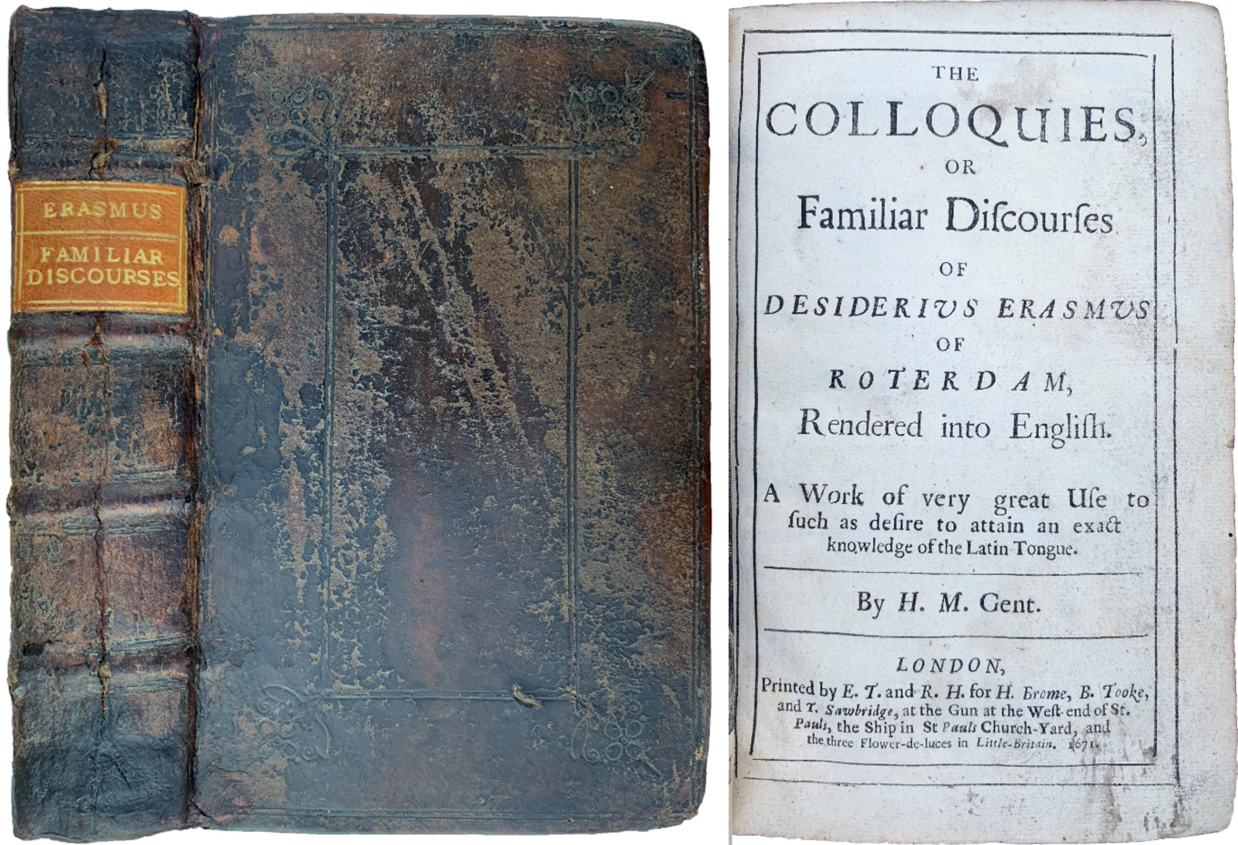 ERASMUS
FAMILIAR
DISCOURSES
THE
COLLOQUIES,
OR
Familiar Diſcourſes
OF
DESIDERIVS ERASMVS
OF
ROTERDAM,
Rendered into Engliſh.
A Work of very great Uſe to
ſuch as deſire to attain an exact
knowledge of the Latin Tongue.
By H. M. Gent.
LONDON,
Printed by E. T. and R. H. for H. Brome, B. Tooke,
and T. Sawbridge, at the Gun at the Weſt-end of St.
Pauls, the Ship in St Pauls Church-Yard, and
the three Flower-de-luces in Little-Britain. 1671.